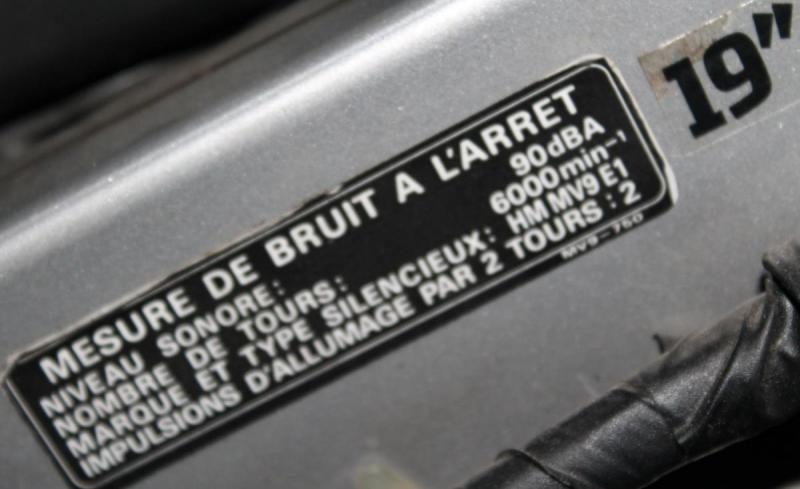 MESURE DE BRUIT A L'ARRET
NIVEAU SONORE: 90dBA
NOMBRE DE TOURS: 6000min⁻¹
MARQUE ET TYPE SILENCIEUX: HM MV9 E1
IMPULSIONS D'ALLUMAGE PAR 2 TOURS : 2
MV9-750
19"